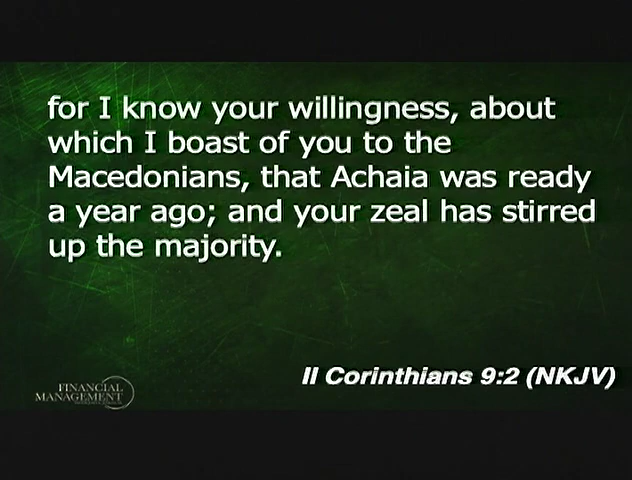 for I know your willingness, about
which I boast of you to the
Macedonians, that Achaia was ready
a year ago; and your zeal has stirred
up the majority.
II Corinthians 9:2 (NKJV)
FINANCIAL
MANAGEMENT